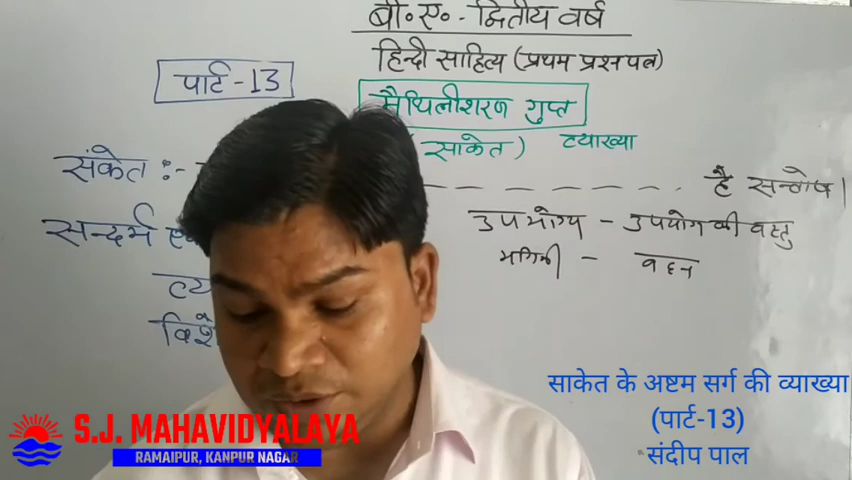 बी॰ए॰ - द्वितीय वर्ष
हिन्दी साहित्य (प्रथम प्रश्नपत्र)
पार्ट -13
मैथिलीशरण गुप्त
(साकेत) व्याख्या
संकेत :- — — — — — है सन्तोष।
सन्दर्भ
उपभोग्य - उपयोग की वस्तु
भगिनी - बहन
साकेत के अष्टम सर्ग की व्याख्या
(पार्ट-13)
संदीप पाल
S.J. MAHAVIDYALAYA
RAMAIPUR, KANPUR NAGAR